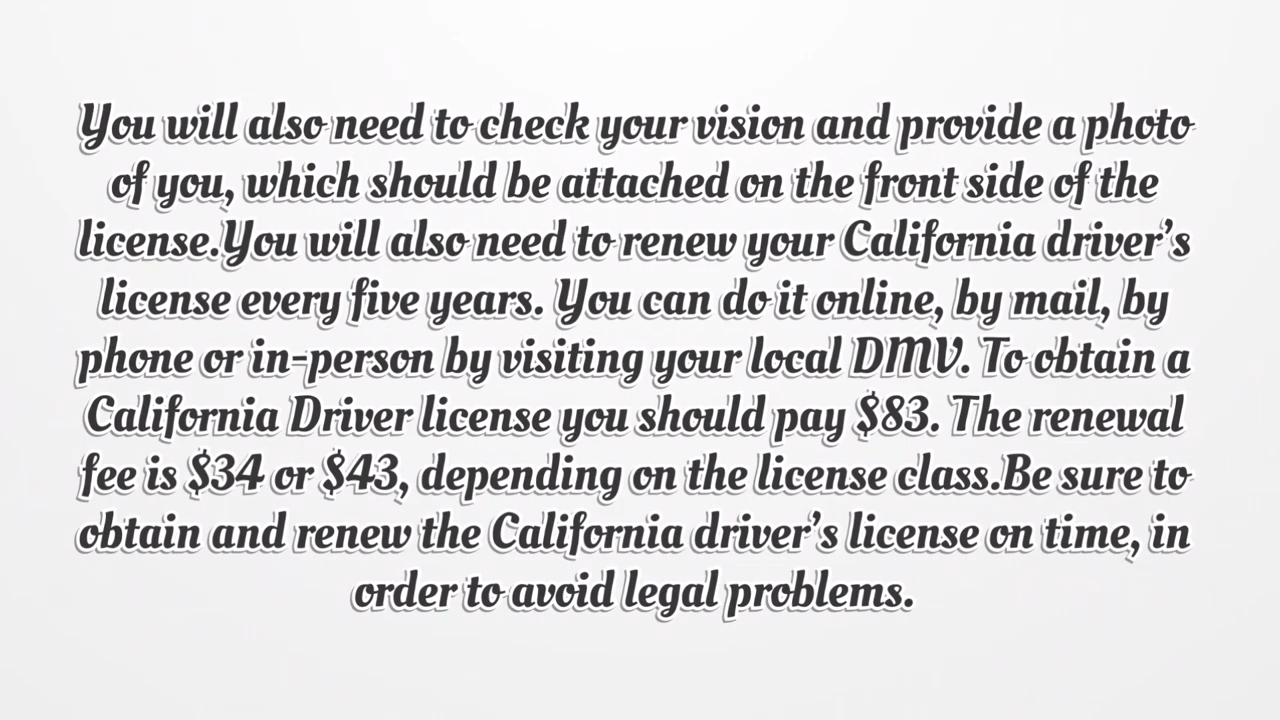 You will also need to check your vision and provide a photo
of you, which should be attached on the front side of the
license.You will also need to renew your California driver's
license every five years. You can do it online, by mail, by
phone or in-person by visiting your local DMV. To obtain a
California Driver license you should pay $83. The renewal
fee is $34 or $43, depending on the license class.Be sure to
obtain and renew the California driver's license on time, in
order to avoid legal problems.